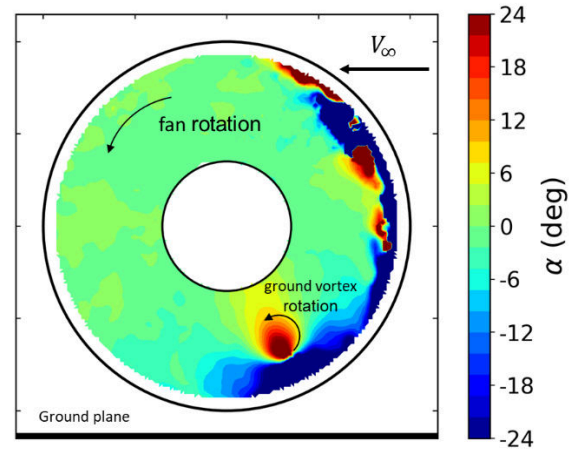 V∞
fan rotation
ground vortex
rotation
Ground plane
24
18
12
6
0
-6
-12
-18
-24
α (deg)